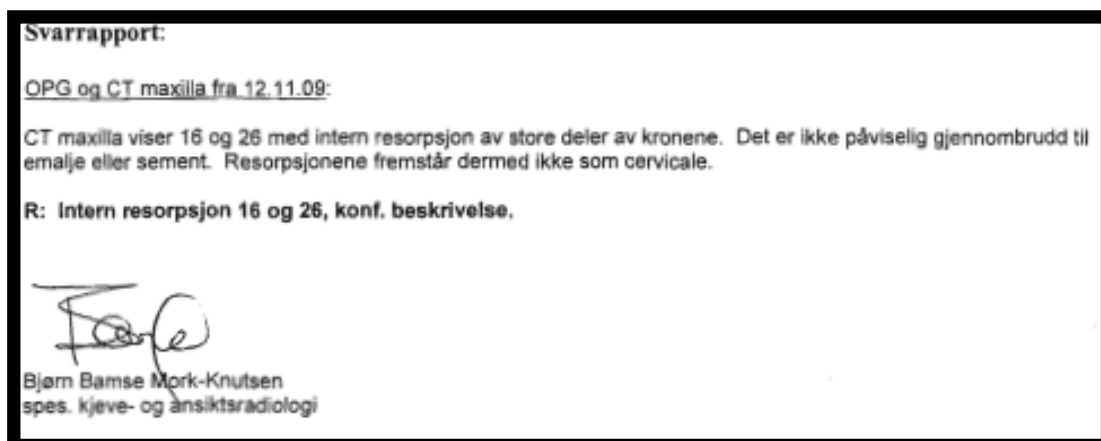 Svarrapport:
OPG og CT maxilla fra 12.11.09:
CT maxilla viser 16 og 26 med intern resorpsjon av store deler av kronene. Det er ikke påviselig gjennombrudd til
emalje eller sement. Resorpsjonene fremstår dermed ikke som cervicale.
R: Intern resorpsjon 16 og 26, konf. beskrivelse.
Bjørn Bamse Mork-Knutsen
spes. kjeve- og ansiktsradiologi